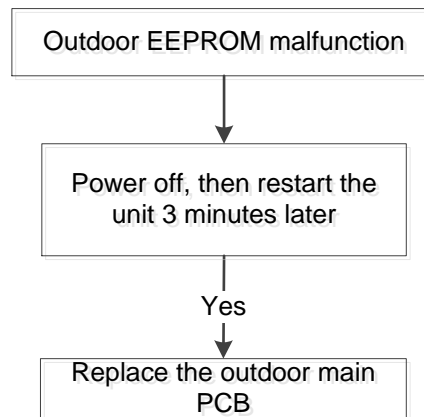 Outdoor EEPROM malfunction
Power off, then restart the
unit 3 minutes later
Yes
Replace the outdoor main
PCB